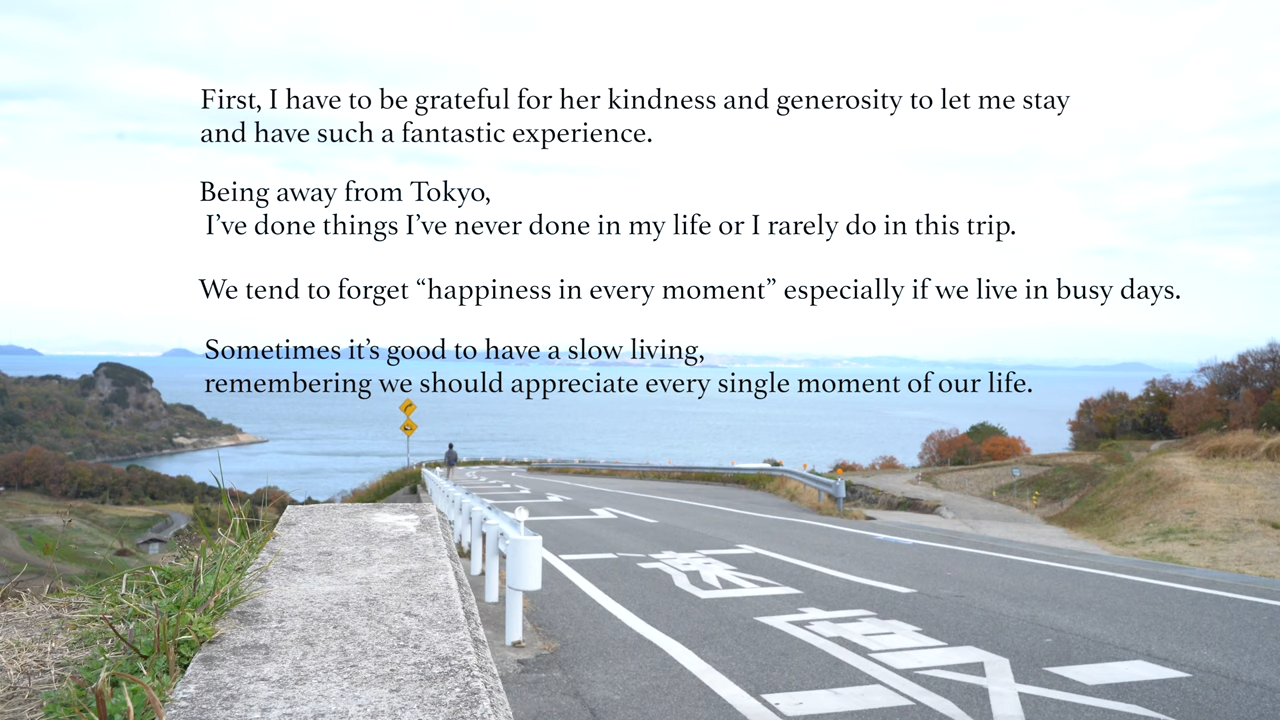 First, I have to be grateful for her kindness and generosity to let me stay
and have such a fantastic experience.
Being away from Tokyo,
I've done things I've never done in my life or I rarely do in this trip.
We tend to forget “happiness in every moment” especially if we live in busy days.
Sometimes it's good to have a slow living,
remembering we should appreciate every single moment of our life.